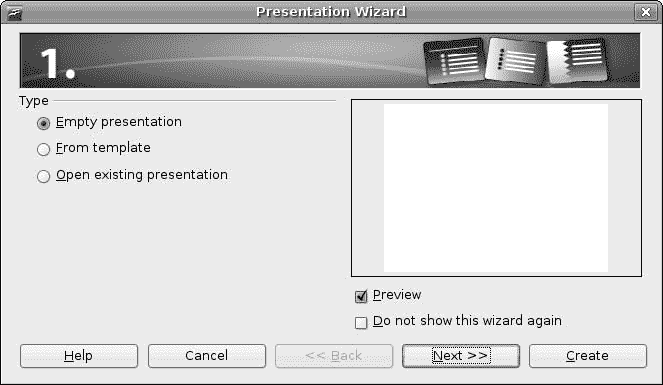 Presentation Wizard
1.
Type
Empty presentation
From template
Open existing presentation
Preview
Do not show this wizard again
Help Cancel << Back Next >> Create